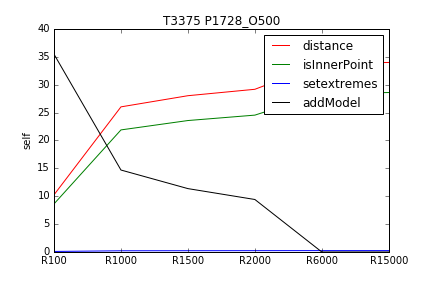 T3375 P1728_O500
40
35
30
25
20
15
10
5
0
self
distance
isInnerPoint
setextremes
addModel
R100 R1000 R1500 R2000 R6000 R15000